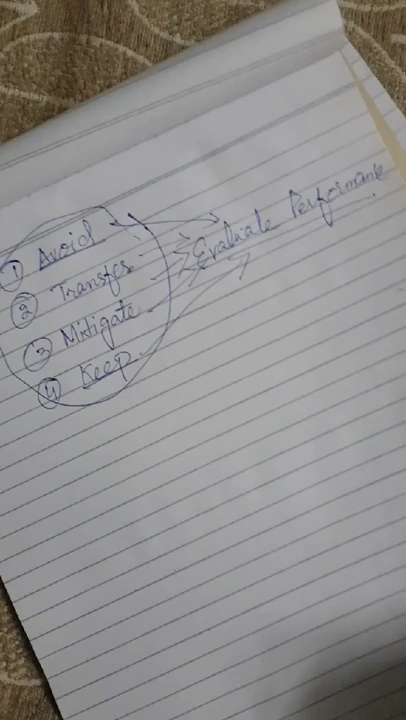 ① Avoid
② Transfer
③ Mitigate
④ Keep
Evaluate Performance